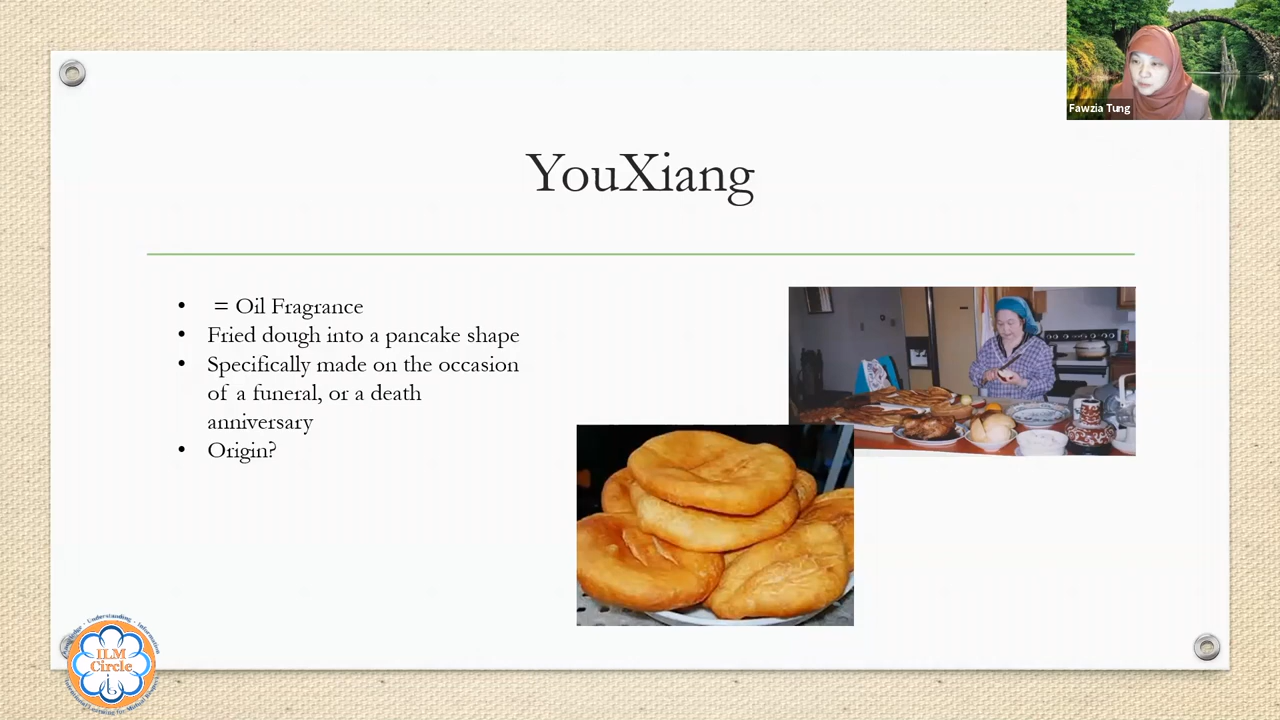 Fawzia Tung
YouXiang
• = Oil Fragrance
• Fried dough into a pancake shape
• Specifically made on the occasion
of a funeral, or a death
anniversary
• Origin?
ILM
Circle